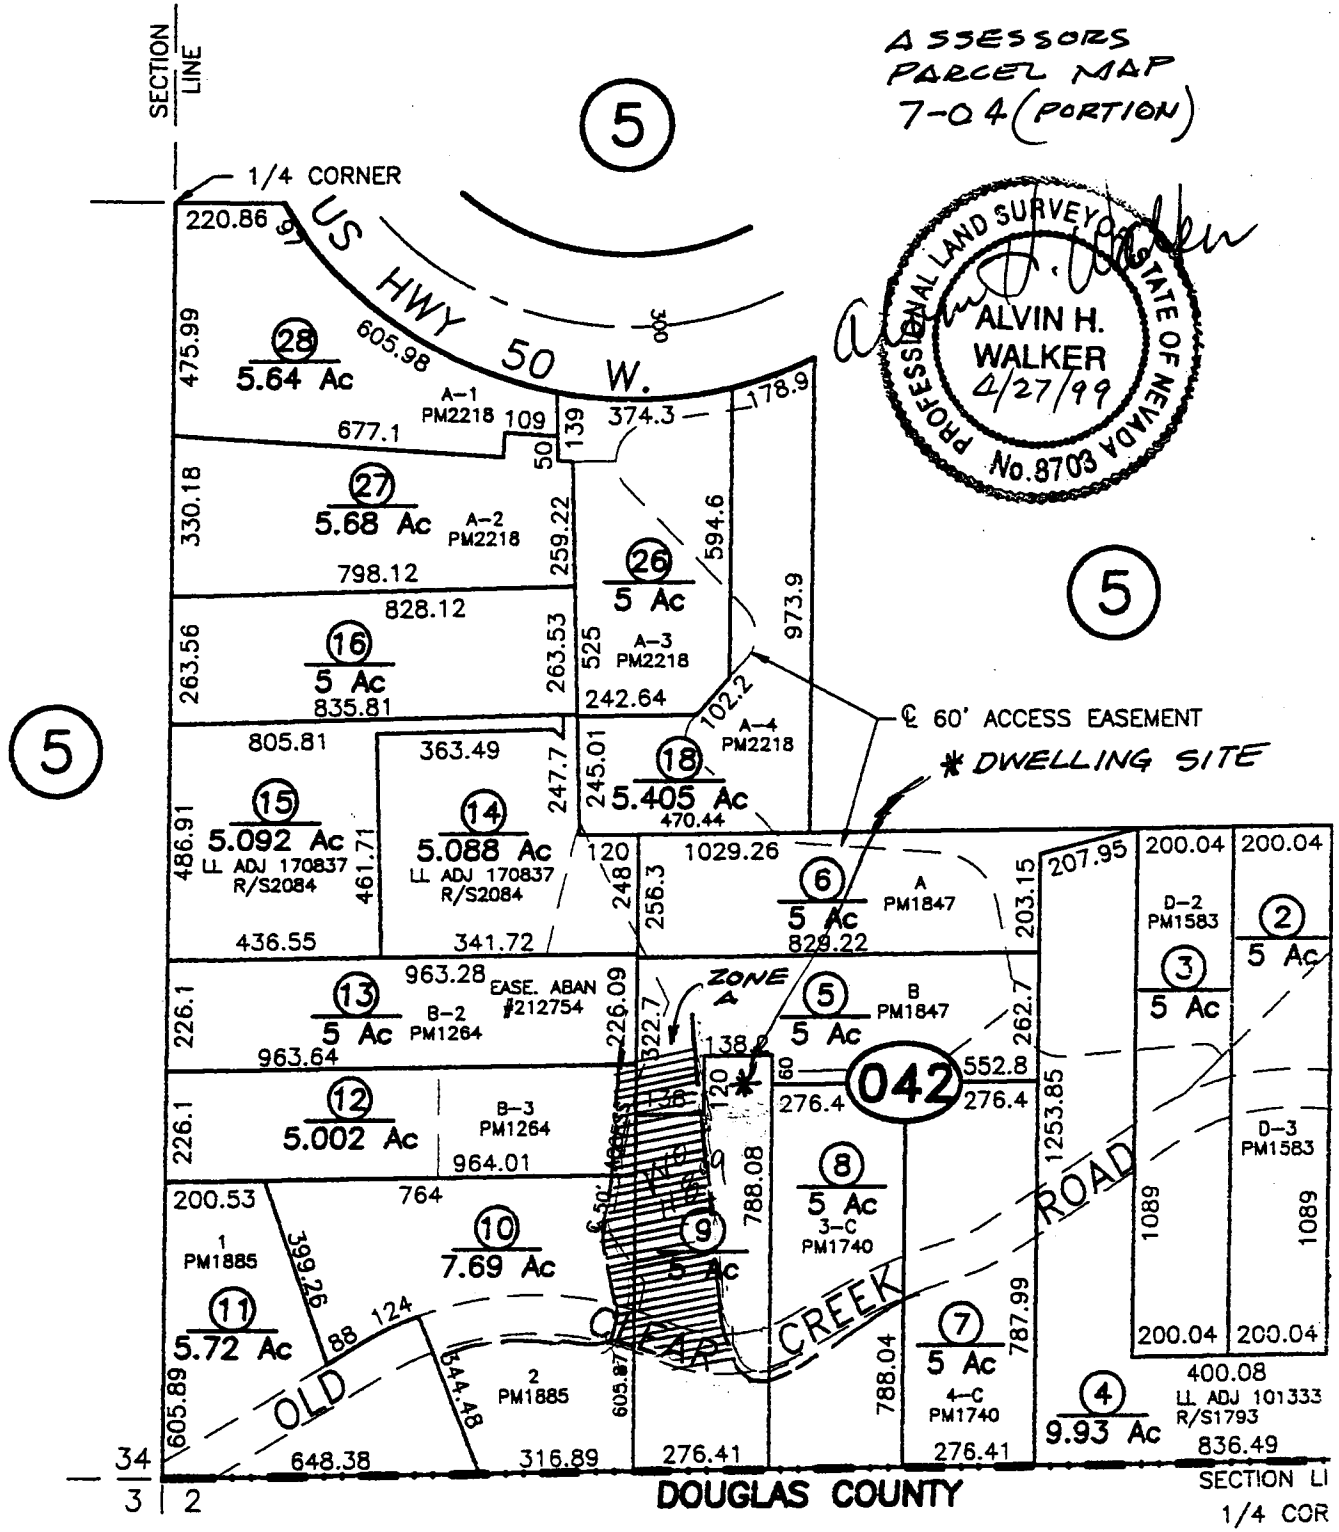 SECTION
LINE
ASSESSORS
PARCEL MAP
7-04 (PORTION)
5
1/4 CORNER
220.86
97
US HWY 50 W.
300
PROFESSIONAL LAND SURVEYOR
STATE OF NEVADA
ALVIN H.
WALKER
4/27/99
No. 8703
Alvin H. Walker
475.99
28
5.64 Ac
605.98
A-1
PM2218
109
139
374.3
178.9
677.1
50
330.18
27
5.68 Ac
A-2
PM2218
259.22
594.6
798.12
26
5 Ac
A-3
PM2218
973.9
5
828.12
263.56
16
5 Ac
835.81
263.53
525
242.64
102.2
A-4
PM2218
℄ 60' ACCESS EASEMENT
* DWELLING SITE
5
805.81
363.49
247.7
245.01
18
5.405 Ac
470.44
486.91
15
5.092 Ac
LL ADJ 170837
R/S2084
461.71
14
5.088 Ac
LL ADJ 170837
R/S2084
436.55
341.72
120
248
256.3
1029.26
6
5 Ac
A
PM1847
829.22
203.15
207.95
200.04
200.04
D-2
PM1583
2
5 Ac
3
5 Ac
963.28
EASE. ABAN
#212754
226.1
13
5 Ac
B-2
PM1264
963.64
226.09
322.7
ZONE
A
5
5 Ac
B
PM1847
262.7
138.9
60
120
*
042
552.8
276.4
276.4
138
226.1
12
5.002 Ac
B-3
PM1264
964.01
1253.85
D-3
PM1583
200.53
764
℄ 50'
788.08
8
5 Ac
3-C
PM1740
1089
1089
1
PM1885
399.26
10
7.69 Ac
9
5 Ac
11
5.72 Ac
88
124
OLD CLEAR CREEK ROAD
605.89
344.48
2
PM1885
605.87
788.04
7
5 Ac
4-C
PM1740
787.99
200.04
200.04
400.08
4
9.93 Ac
LL ADJ 101333
R/S1793
836.49
34
648.38
316.89
276.41
276.41
3
2
DOUGLAS COUNTY
SECTION LI
1/4 COR